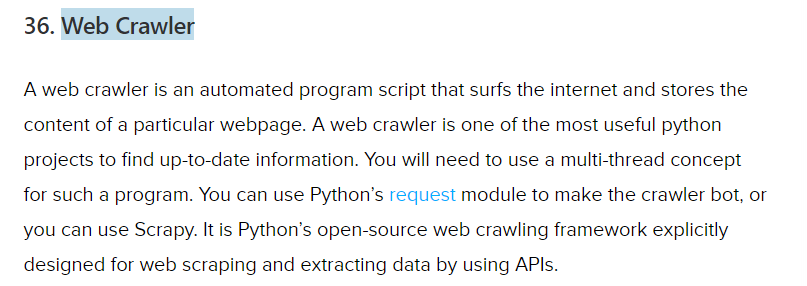 36. Web Crawler
A web crawler is an automated program script that surfs the internet and stores the
content of a particular webpage. A web crawler is one of the most useful python
projects to find up-to-date information. You will need to use a multi-thread concept
for such a program. You can use Python’s request module to make the crawler bot, or
you can use Scrapy. It is Python’s open-source web crawling framework explicitly
designed for web scraping and extracting data by using APIs.